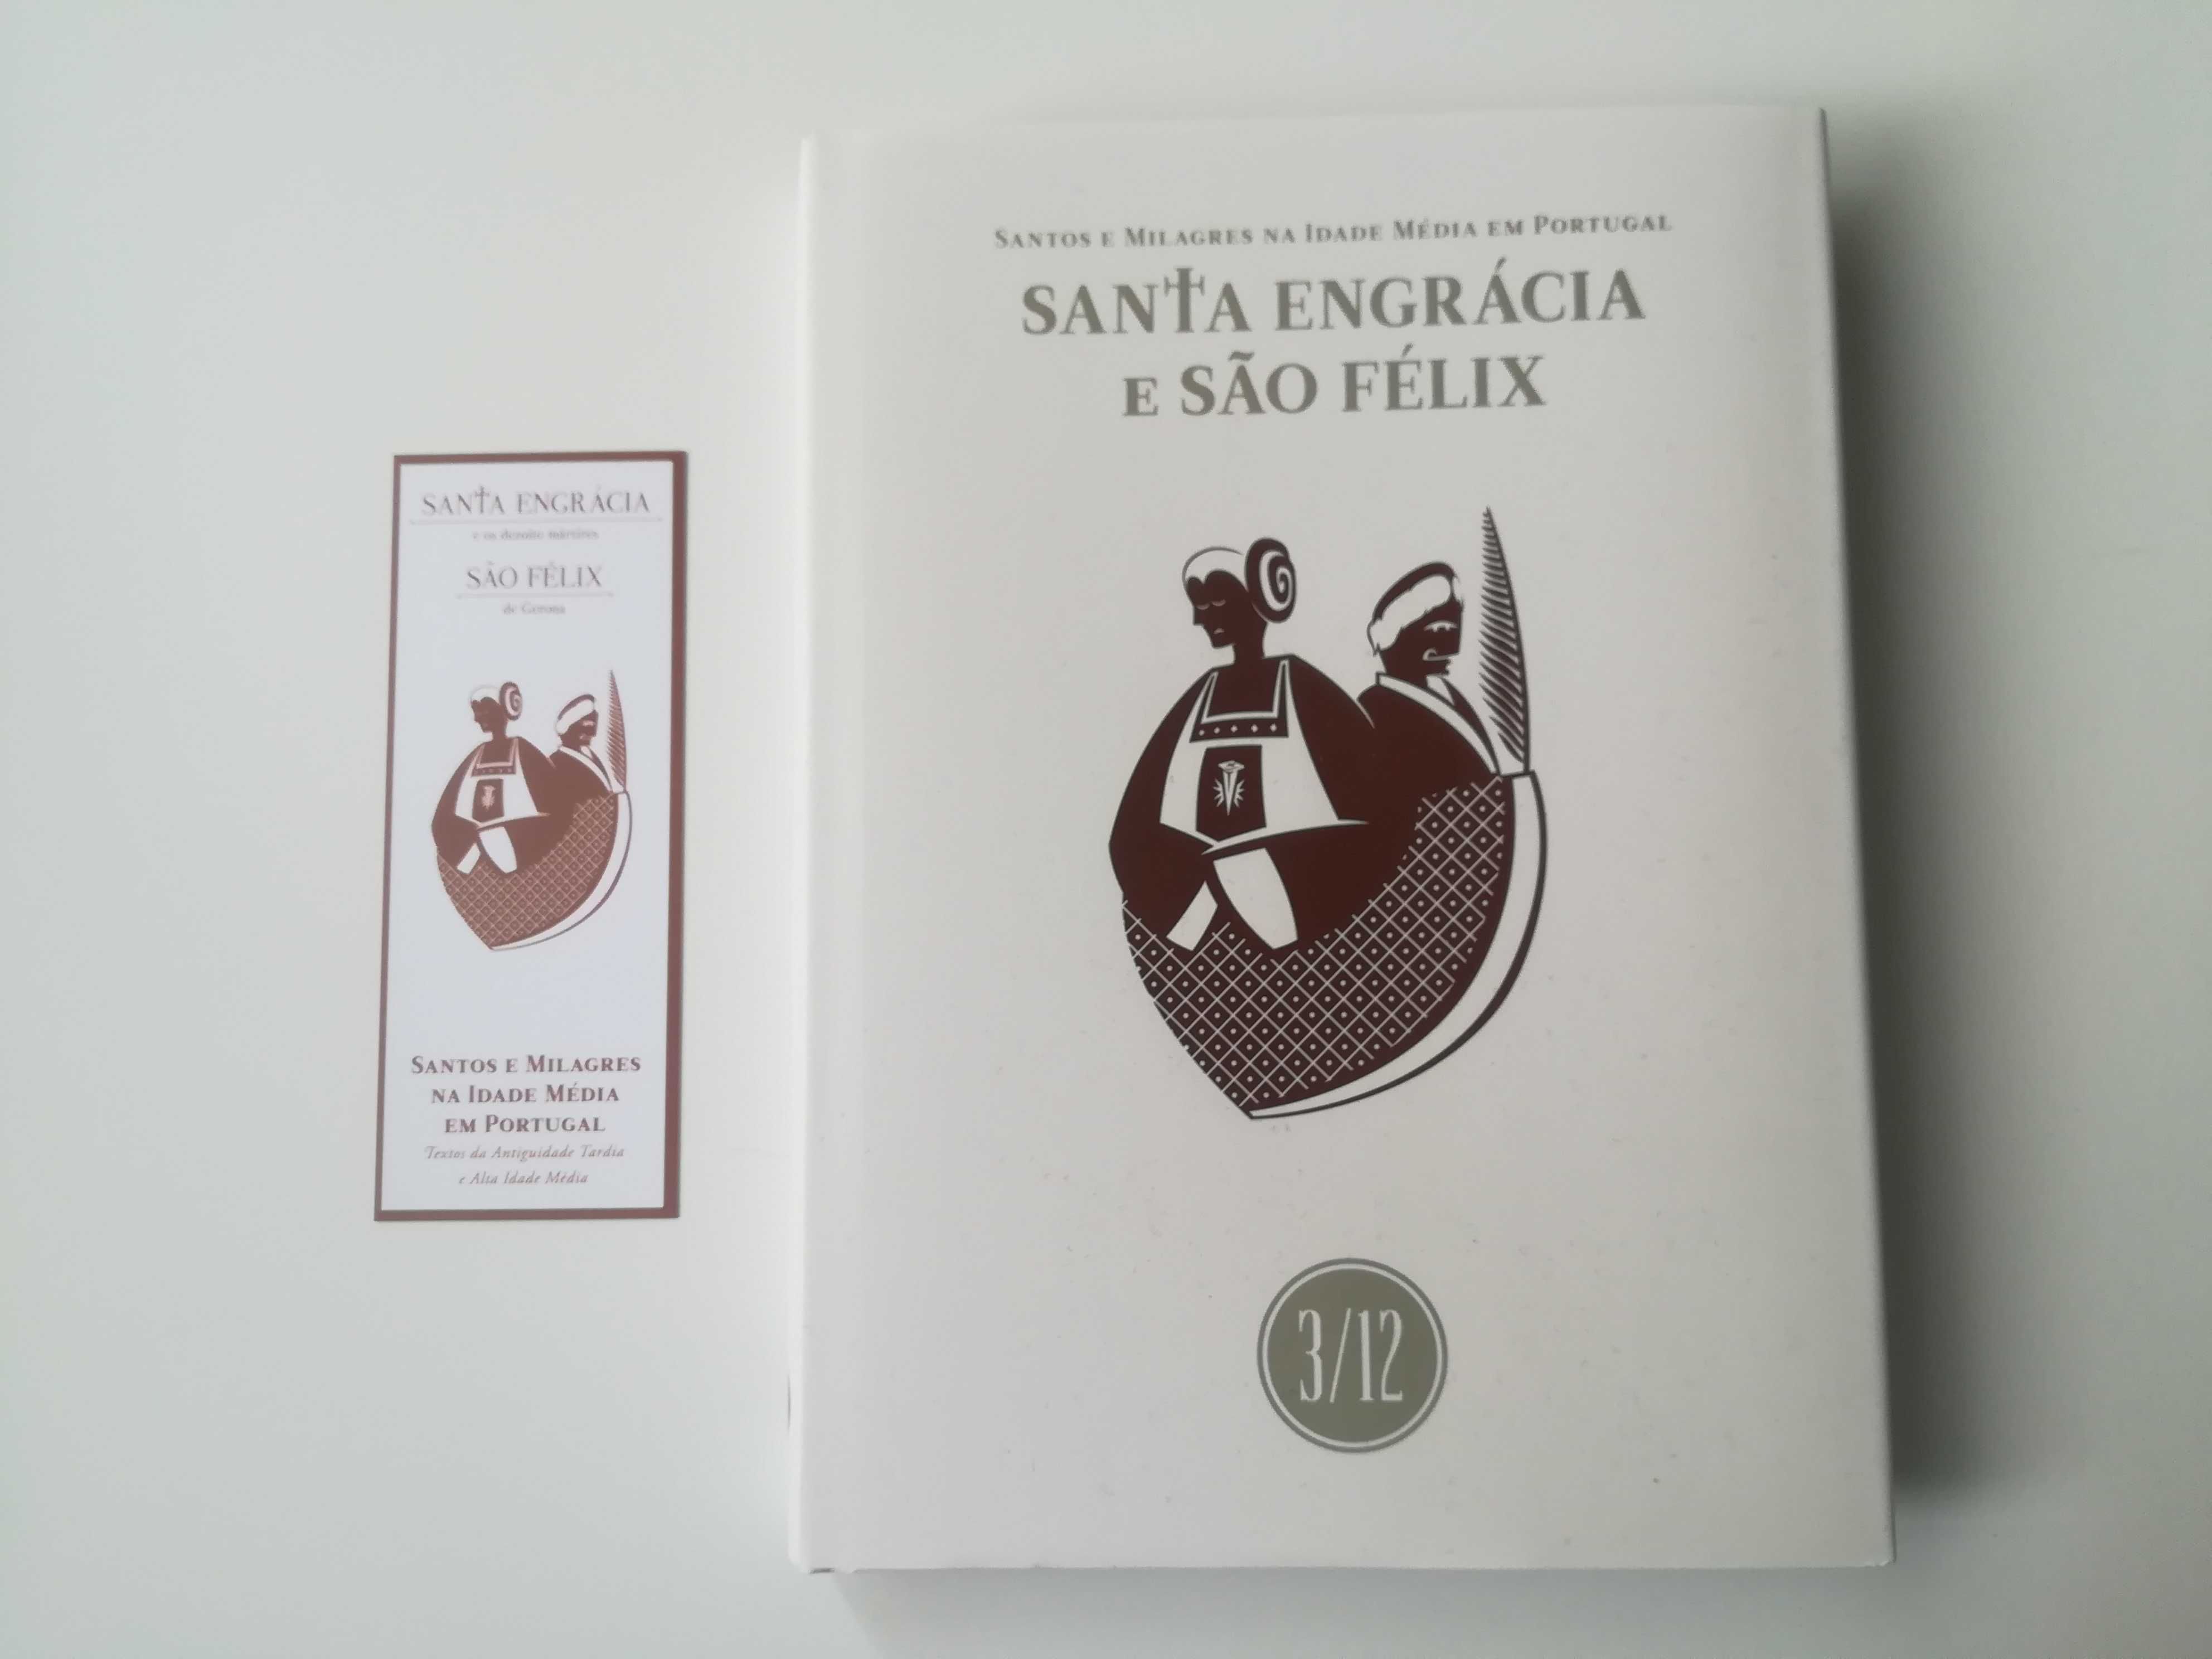 SANTA ENGRÁCIA
e os dezoito mártires
SÃO FÉLIX
de Gerona
SANTOS E MILAGRES
NA IDADE MÉDIA
EM PORTUGAL
Textos da Antiguidade Tardia
e Alta Idade Média
SANTOS E MILAGRES NA IDADE MÉDIA EM PORTUGAL
SANTA ENGRÁCIA
E SÃO FÉLIX
3/12